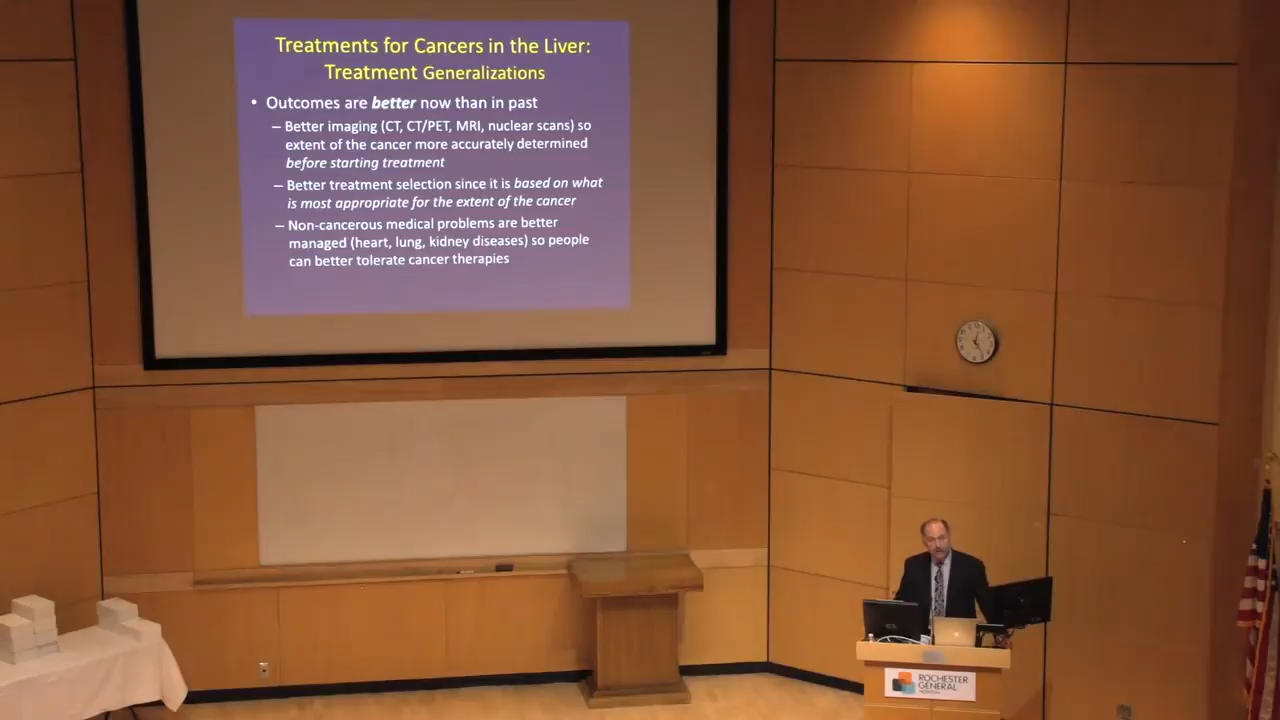 Treatments for Cancers in the Liver:
Treatment Generalizations
• Outcomes are better now than in past
– Better imaging (CT, CT/PET, MRI, nuclear scans) so
extent of the cancer more accurately determined
before starting treatment
– Better treatment selection since it is based on what
is most appropriate for the extent of the cancer
– Non-cancerous medical problems are better
managed (heart, lung, kidney diseases) so people
can better tolerate cancer therapies
ROCHESTER
GENERAL
HOSPITAL